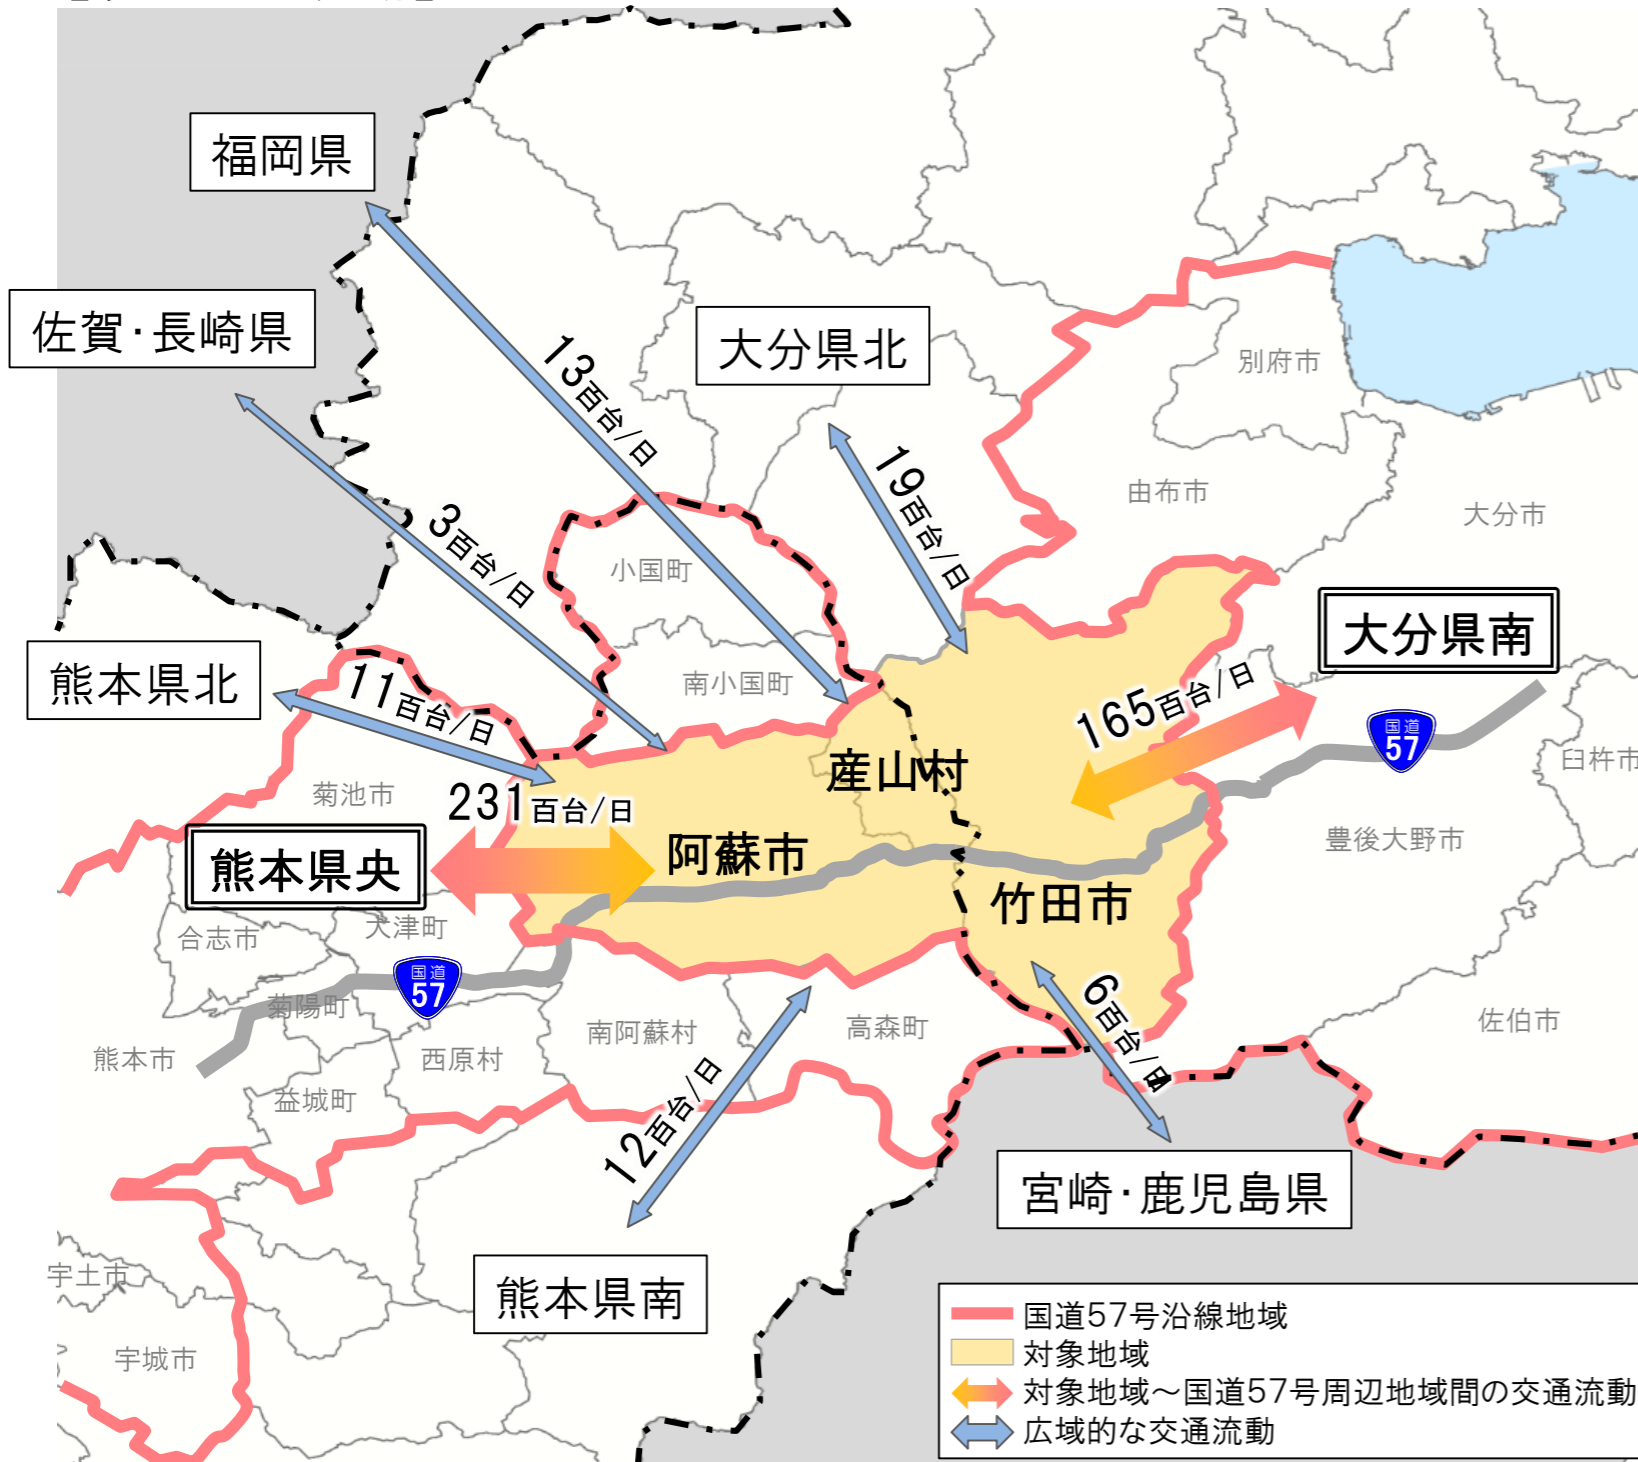 福岡県
佐賀・長崎県
大分県北
13百台/日
別府市
19百台/日
由布市
大分市
3百台/日
小国町
大分県南
熊本県北
11百台/日
南小国町
165百台/日
国道
57
産山村
臼杵市
菊池市
231百台/日
熊本県央
阿蘇市
豊後大野市
竹田市
合志市
大津町
国道
57
菊陽町
6百台/日
熊本市
西原村
南阿蘇村
高森町
佐伯市
益城町
12百台/日
宮崎・鹿児島県
宇土市
熊本県南
宇城市
国道57号沿線地域
対象地域
対象地域～国道57号周辺地域間の交通流動
広域的な交通流動